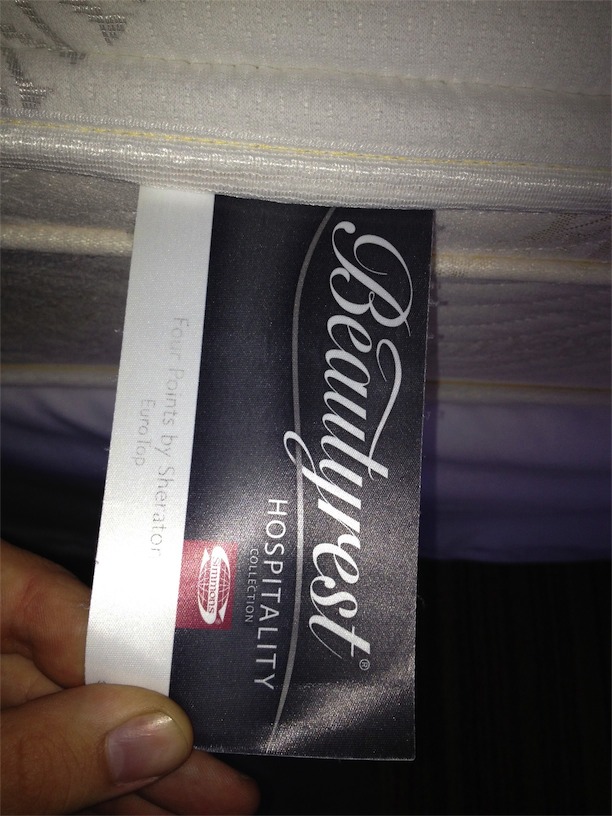 Beautyrest®
HOSPITALITY
COLLECTION
Simmons
Four Points by Sheraton
EuroTop